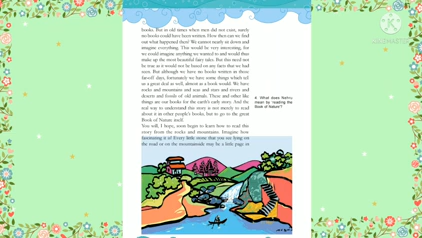 books. But in old times when men did not exist, surely
no books could have been written. How then can we find
out what happened then? We cannot merely sit down and
imagine everything. This would be very interesting, for
we could imagine anything we wanted to and would thus
make up the most beautiful fairy tales. But this need not
be true as it would not be based on any facts that we had
seen. But although we have no books written in those
faraway days, fortunately we have some things which tell
us a great deal as well, almost as a book would. We have
rocks and mountains and seas and stars and rivers and
deserts and fossils of old animals. These and other like
things are our books for the earth's early story. And the
real way to understand this story is not merely to read
about it in other people's books, but to go to the great
Book of Nature itself.
You will, I hope, soon begin to learn how to read this
story from the rocks and mountains. Imagine how
fascinating it is! Every little stone that you see lying on
the road or on the mountainside may be a little page in
4 What does Nehru
mean by 'reading the
Book of Nature'?